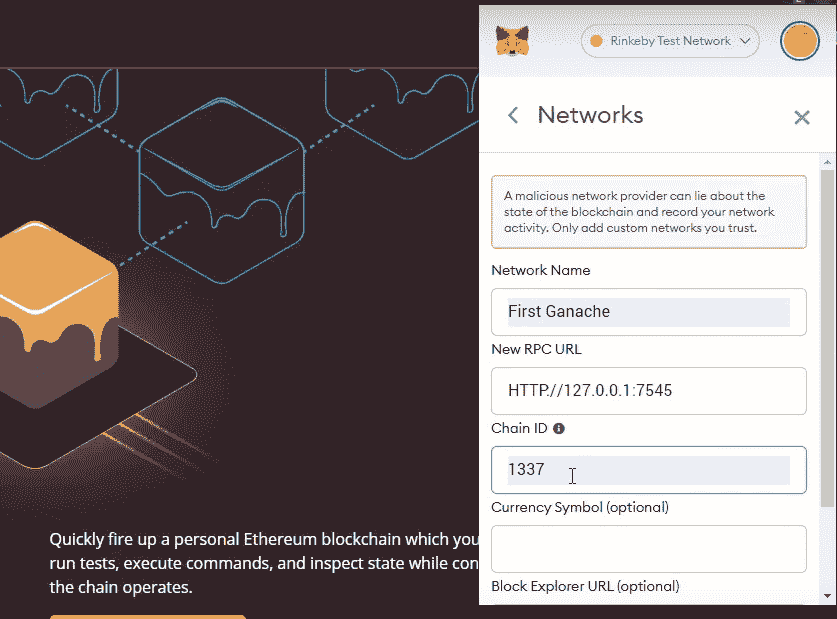 Rinkeby Test Network
Networks
A malicious network provider can lie about the
state of the blockchain and record your network
activity. Only add custom networks you trust.
Network Name
First Ganache
New RPC URL
HTTP://127.0.0.1:7545
Chain ID
1337
Currency Symbol (optional)
Block Explorer URL (optional)
Quickly fire up a personal Ethereum blockchain which you
run tests, execute commands, and inspect state while con
the chain operates.